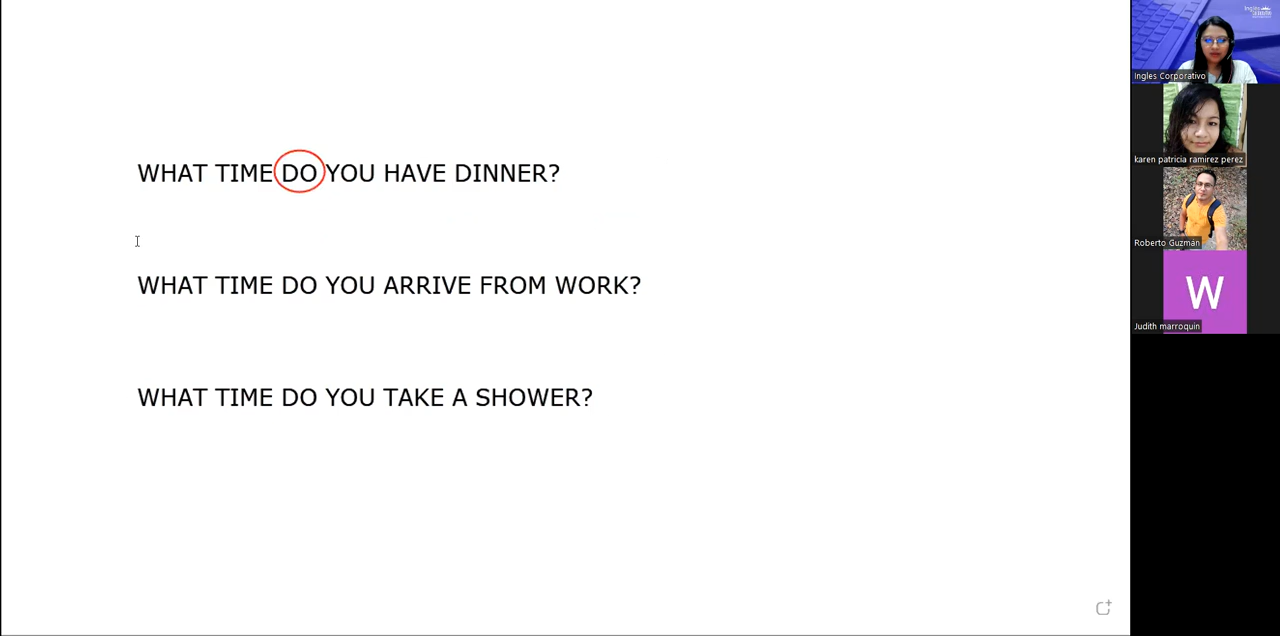 WHAT TIME DO YOU HAVE DINNER?
WHAT TIME DO YOU ARRIVE FROM WORK?
WHAT TIME DO YOU TAKE A SHOWER?
Ingles Corporativo
karen patricia ramirez perez
Roberto Guzmán
W
Judith marroquin